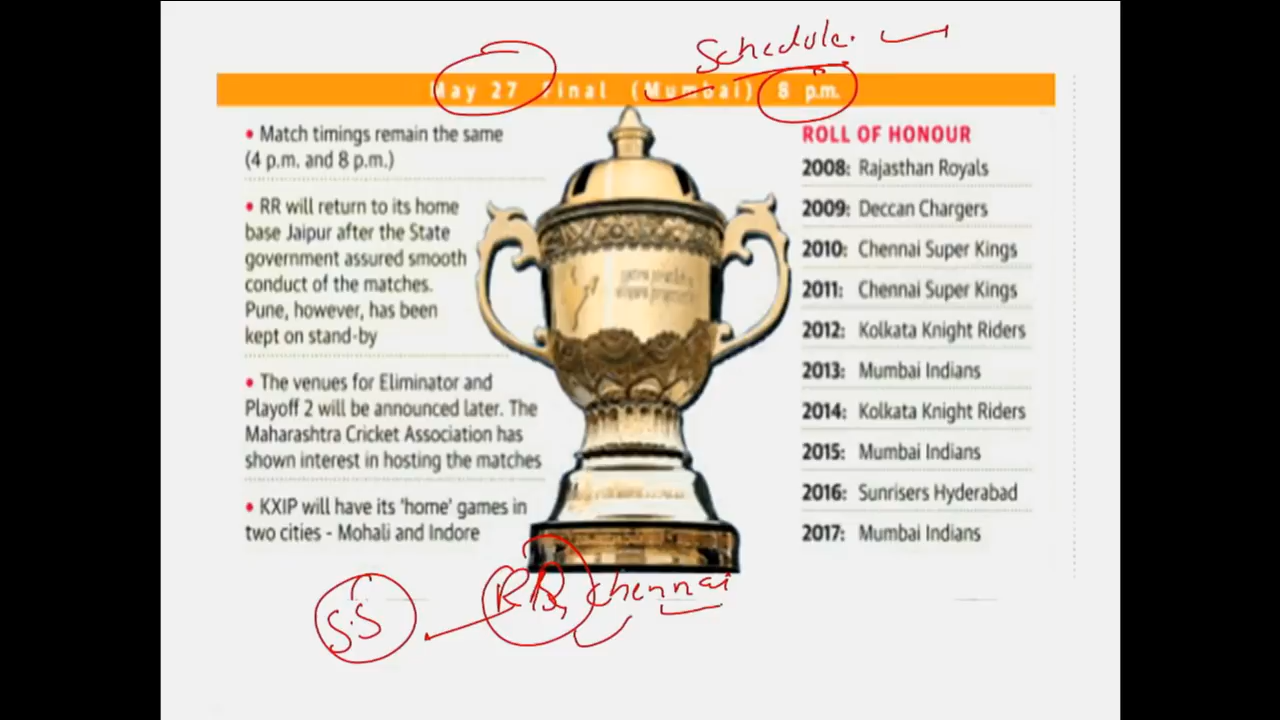 Schedule.
May 27 Final (Mumbai) 8 p.m.
• Match timings remain the same
(4 p.m. and 8 p.m.)
• RR will return to its home
base Jaipur after the State
government assured smooth
conduct of the matches.
Pune, however, has been
kept on stand-by
• The venues for Eliminator and
Playoff 2 will be announced later. The
Maharashtra Cricket Association has
shown interest in hosting the matches
• KXIP will have its 'home' games in
two cities - Mohali and Indore
ROLL OF HONOUR
2008: Rajasthan Royals
2009: Deccan Chargers
2010: Chennai Super Kings
2011: Chennai Super Kings
2012: Kolkata Knight Riders
2013: Mumbai Indians
2014: Kolkata Knight Riders
2015: Mumbai Indians
2016: Sunrisers Hyderabad
2017: Mumbai Indians
S.S RR, Chennai